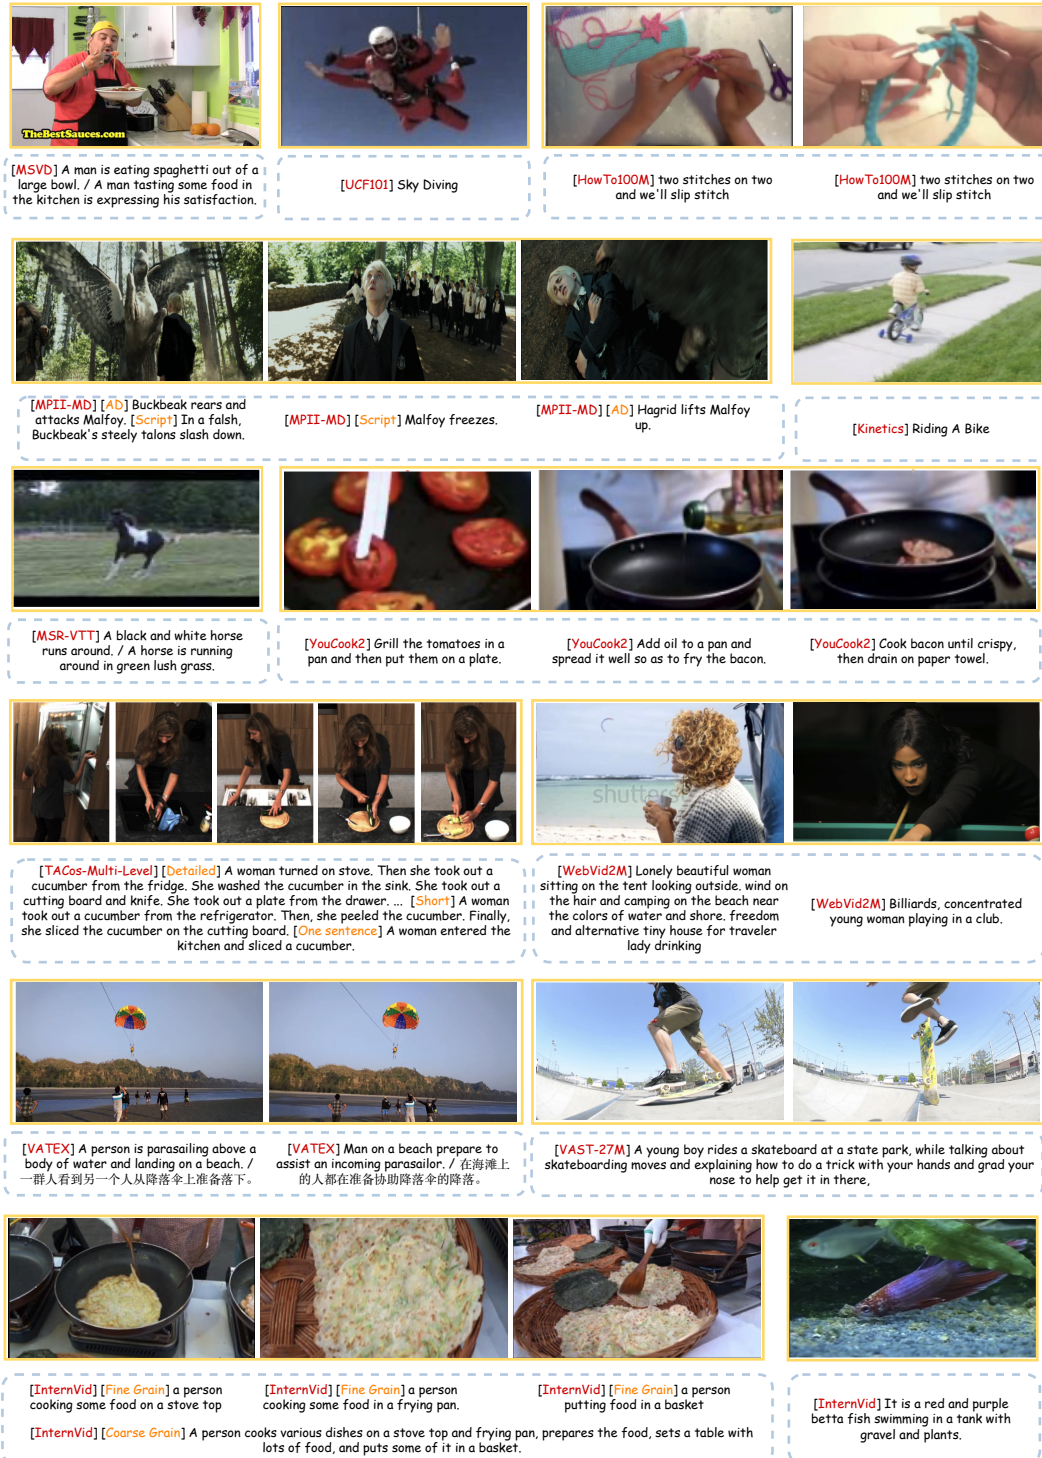 TheBestSauces.com
[MSVD] A man is eating spaghetti out of a
large bowl. / A man tasting some food in
the kitchen is expressing his satisfaction.
[UCF101] Sky Diving
[HowTo100M] two stitches on two
and we'll slip stitch
[HowTo100M] two stitches on two
and we'll slip stitch
[MPII-MD] [AD] Buckbeak rears and
attacks Malfoy. [Script] In a falsh,
Buckbeak's steely talons slash down.
[MPII-MD] [Script] Malfoy freezes.
[MPII-MD] [AD] Hagrid lifts Malfoy
up.
[Kinetics] Riding A Bike
[MSR-VTT] A black and white horse
runs around. / A horse is running
around in green lush grass.
[YouCook2] Grill the tomatoes in a
pan and then put them on a plate.
[YouCook2] Add oil to a pan and
spread it well so as to fry the bacon.
[YouCook2] Cook bacon until crispy,
then drain on paper towel.
shutters
[TACos-Multi-Level] [Detailed] A woman turned on stove. Then she took out a
cucumber from the fridge. She washed the cucumber in the sink. She took out a
cutting board and knife. She took out a plate from the drawer. ... [Short] A woman
took out a cucumber from the refrigerator. Then, she peeled the cucumber. Finally,
she sliced the cucumber on the cutting board. [One sentence] A woman entered the
kitchen and sliced a cucumber.
[WebVid2M] Lonely beautiful woman
sitting on the tent looking outside. wind on
the hair and camping on the beach near
the colors of water and shore. freedom
and alternative tiny house for traveler
lady drinking
[WebVid2M] Billiards, concentrated
young woman playing in a club.
[VATEX] A person is parasailing above a
body of water and landing on a beach. /
一群人看到另一个人从降落伞上准备落下。
[VATEX] Man on a beach prepare to
assist an incoming parasailor. / 在海滩上
的人都在准备协助降落伞的降落。
[VAST-27M] A young boy rides a skateboard at a state park, while talking about
skateboarding moves and explaining how to do a trick with your hands and grad your
nose to help get it in there,
[InternVid] [Fine Grain] a person
cooking some food on a stove top
[InternVid] [Fine Grain] a person
cooking some food in a frying pan.
[InternVid] [Fine Grain] a person
putting food in a basket
[InternVid] [Coarse Grain] A person cooks various dishes on a stove top and frying pan, prepares the food, sets a table with
lots of food, and puts some of it in a basket.
[InternVid] It is a red and purple
betta fish swimming in a tank with
gravel and plants.